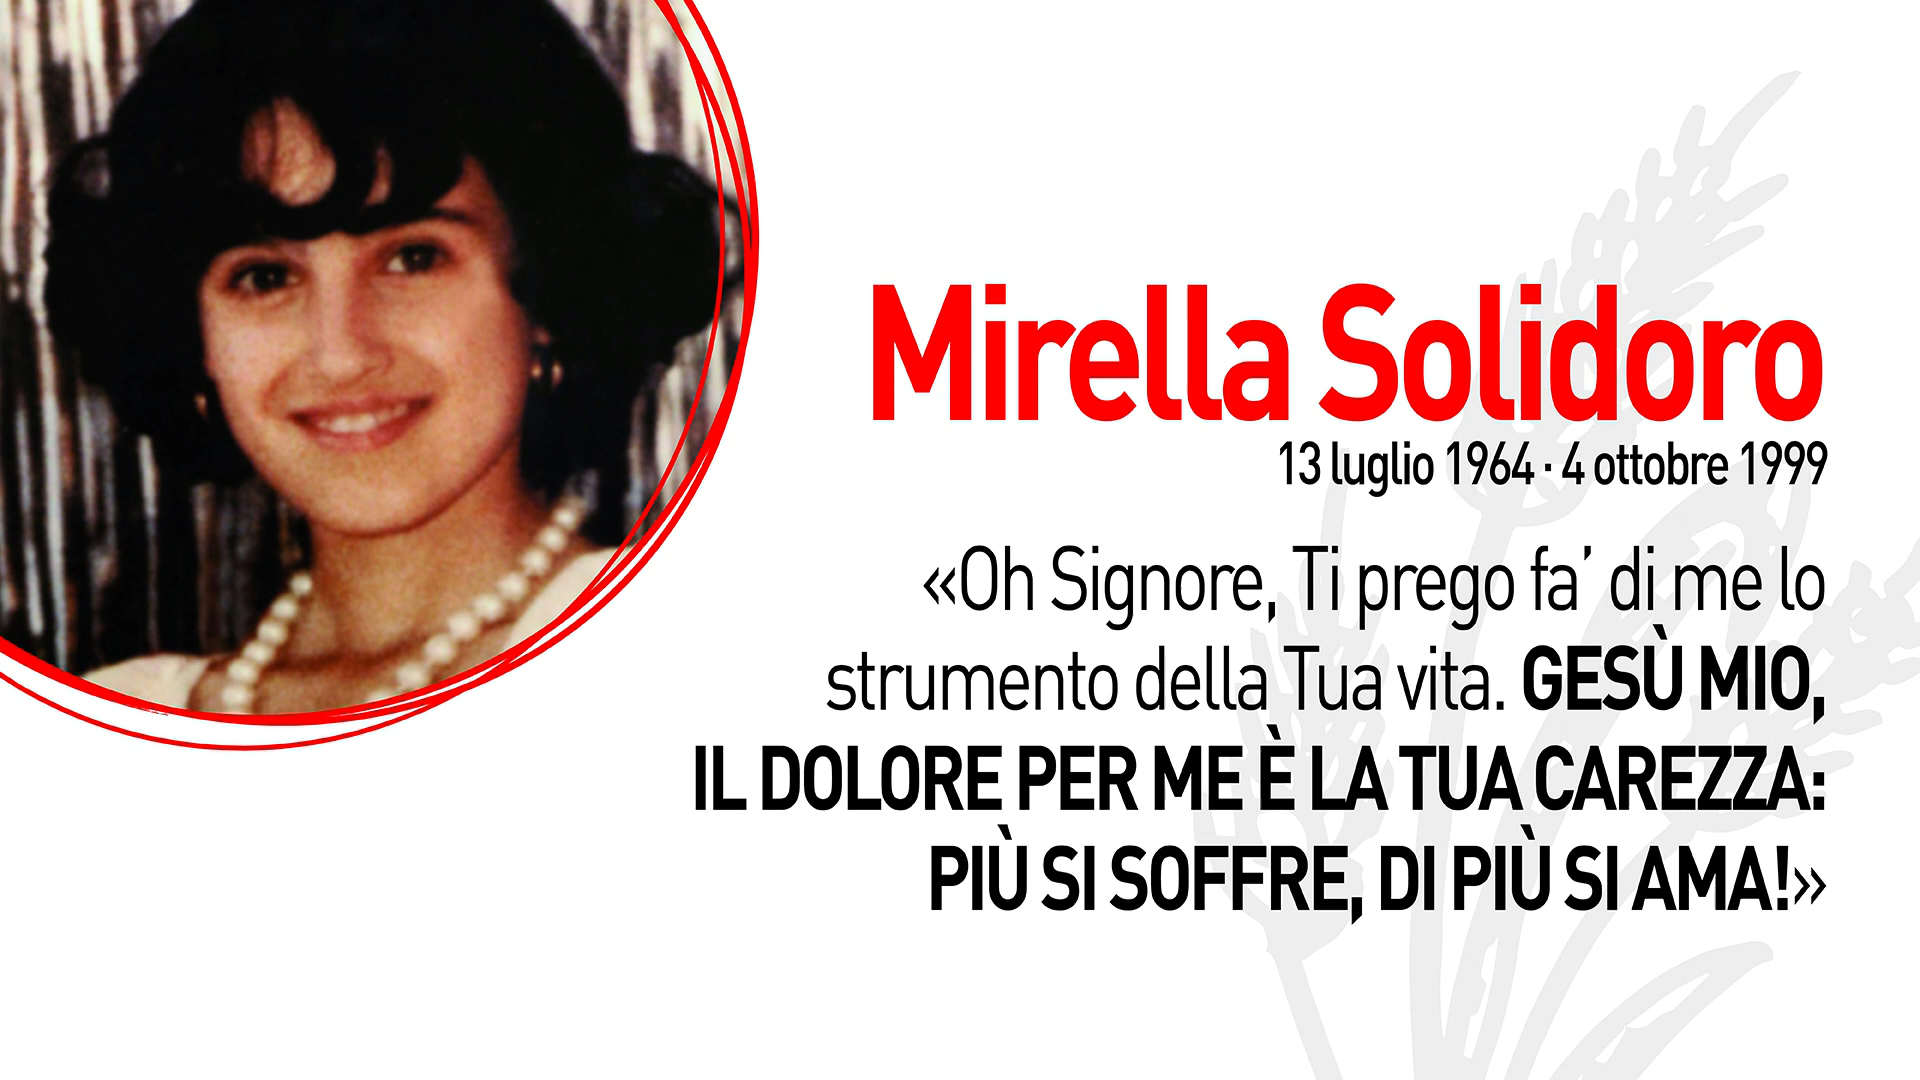 Mirella Solidoro
13 luglio 1964 · 4 ottobre 1999
«Oh Signore, Ti prego fa’ di me lo
strumento della Tua vita. GESÙ MIO,
IL DOLORE PER ME È LA TUA CAREZZA:
PIÙ SI SOFFRE, DI PIÙ SI AMA!»